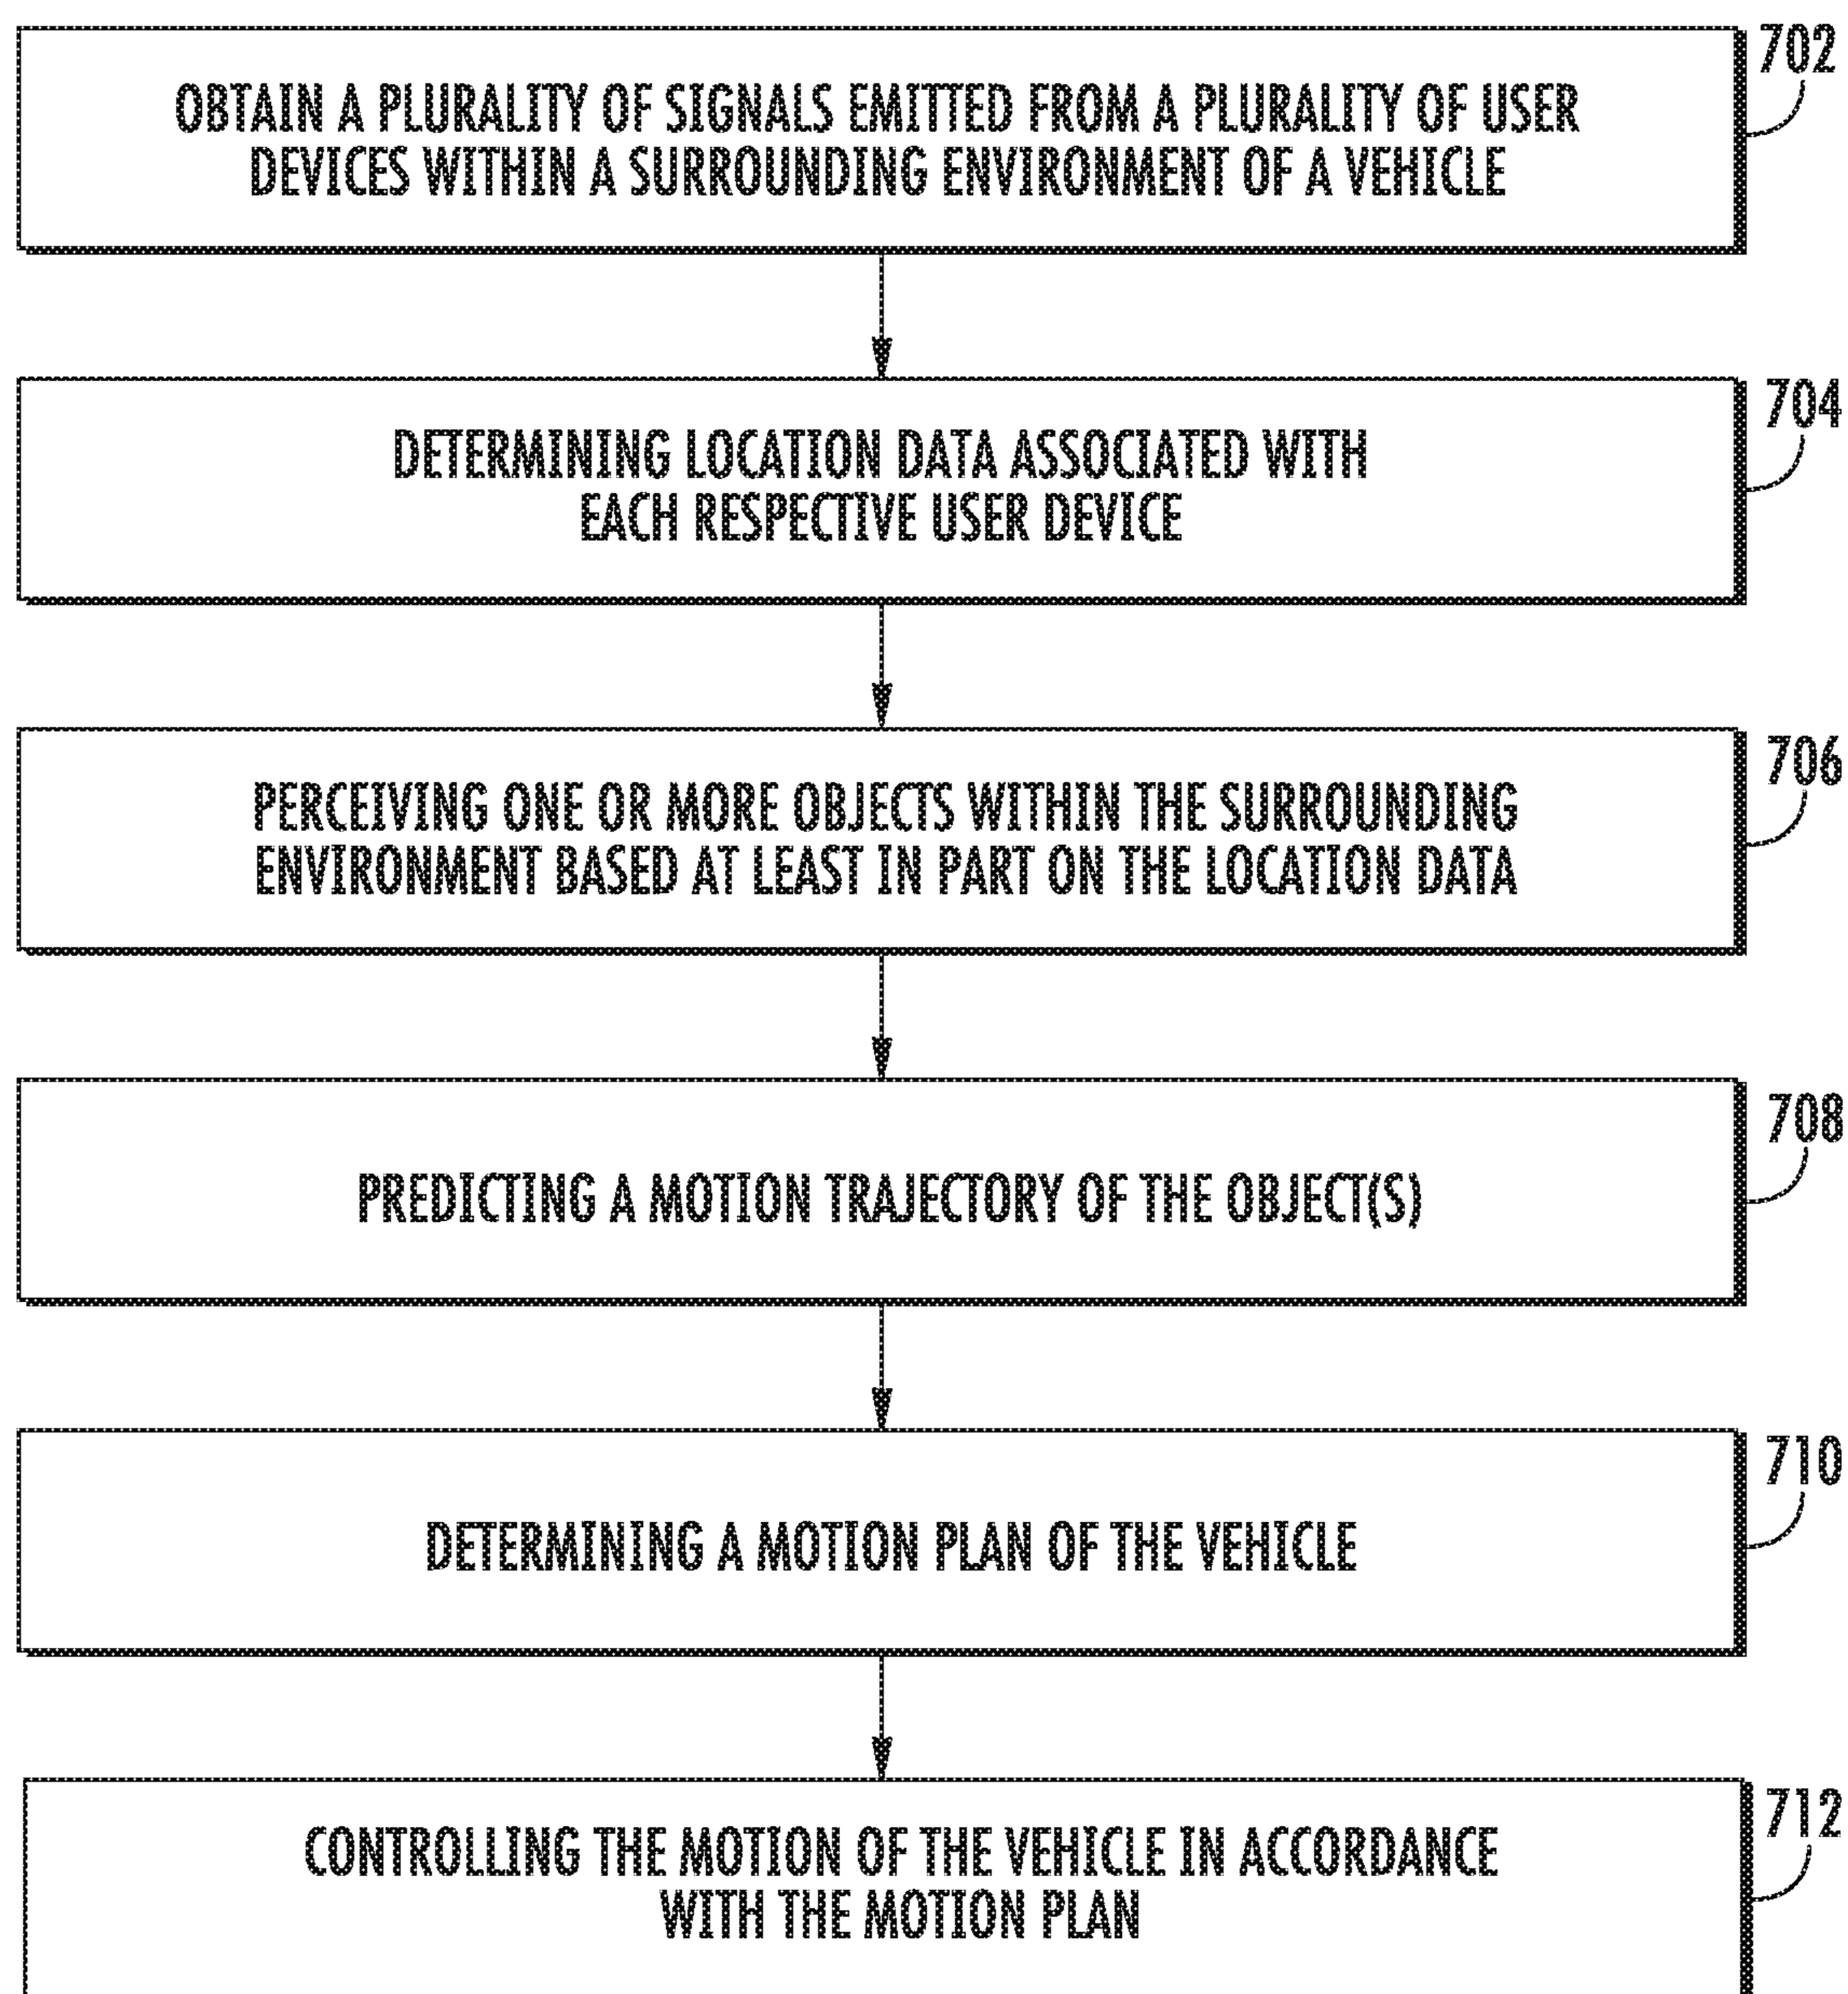 702
OBTAIN A PLURALITY OF SIGNALS EMITTED FROM A PLURALITY OF USER
DEVICES WITHIN A SURROUNDING ENVIRONMENT OF A VEHICLE
704
DETERMINING LOCATION DATA ASSOCIATED WITH
EACH RESPECTIVE USER DEVICE
706
PERCEIVING ONE OR MORE OBJECTS WITHIN THE SURROUNDING
ENVIRONMENT BASED AT LEAST IN PART ON THE LOCATION DATA
708
PREDICTING A MOTION TRAJECTORY OF THE OBJECT(S)
710
DETERMINING A MOTION PLAN OF THE VEHICLE
712
CONTROLLING THE MOTION OF THE VEHICLE IN ACCORDANCE
WITH THE MOTION PLAN